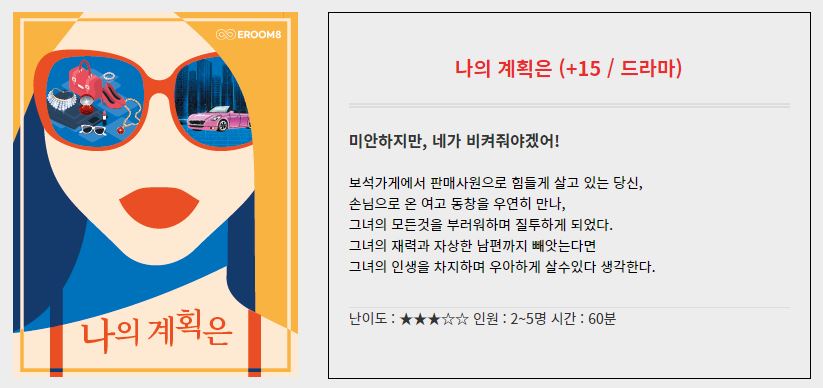 EROOM8
나의 계획은
나의 계획은 (+15 / 드라마)
미안하지만, 네가 비켜줘야겠어!
보석가게에서 판매사원으로 힘들게 살고 있는 당신,
손님으로 온 여고 동창을 우연히 만나,
그녀의 모든것을 부러워하며 질투하게 되었다.
그녀의 재력과 자상한 남편까지 빼앗는다면
그녀의 인생을 차지하며 우아하게 살수있다 생각한다.
난이도 : ★★★☆☆ 인원 : 2~5명 시간 : 60분